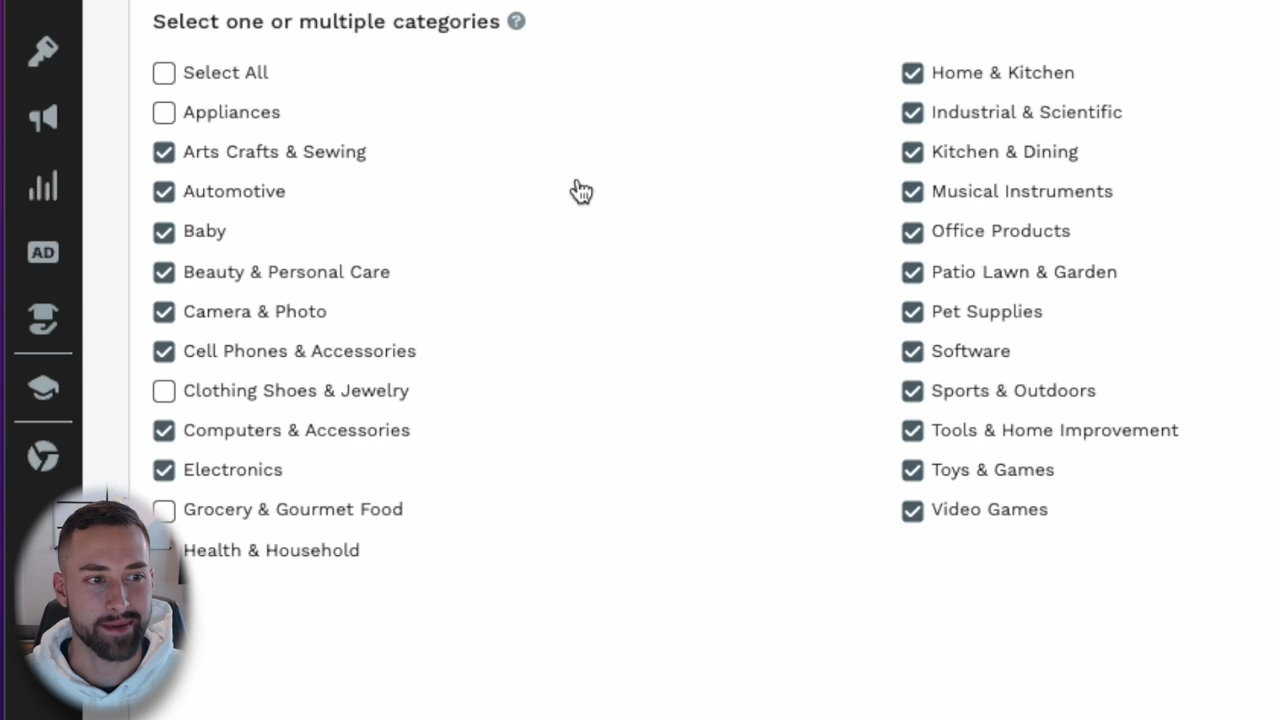 Select one or multiple categories ?
Select All
Appliances
Arts Crafts & Sewing
Automotive
Baby
Beauty & Personal Care
Camera & Photo
Cell Phones & Accessories
Clothing Shoes & Jewelry
Computers & Accessories
Electronics
Grocery & Gourmet Food
Health & Household
Home & Kitchen
Industrial & Scientific
Kitchen & Dining
Musical Instruments
Office Products
Patio Lawn & Garden
Pet Supplies
Software
Sports & Outdoors
Tools & Home Improvement
Toys & Games
Video Games
AD